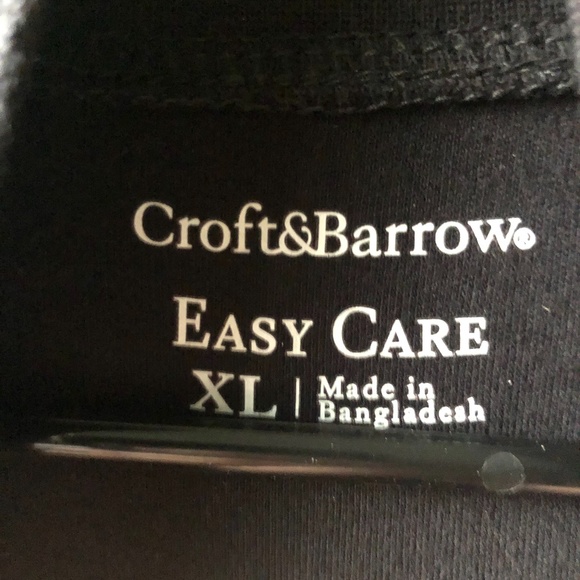 Croft&Barrow®
EASY CARE
XL | Made in
Bangladesh